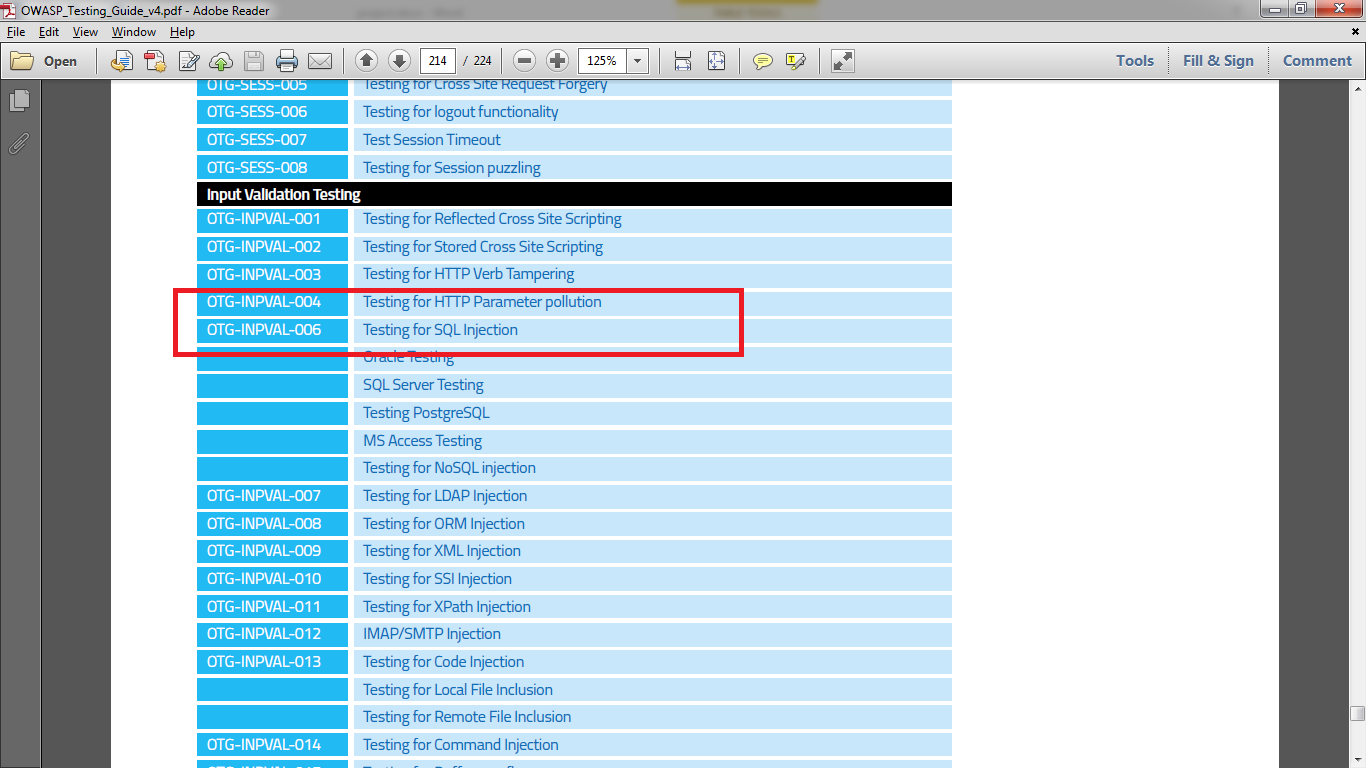 OWASP_Testing_Guide_v4.pdf - Adobe Reader
File Edit View Window Help
Open 214 / 224 125% Tools Fill & Sign Comment
OTG-SESS-005 Testing for Cross Site Request Forgery
OTG-SESS-006 Testing for logout functionality
OTG-SESS-007 Test Session Timeout
OTG-SESS-008 Testing for Session puzzling
Input Validation Testing
OTG-INPVAL-001 Testing for Reflected Cross Site Scripting
OTG-INPVAL-002 Testing for Stored Cross Site Scripting
OTG-INPVAL-003 Testing for HTTP Verb Tampering
OTG-INPVAL-004 Testing for HTTP Parameter pollution
OTG-INPVAL-006 Testing for SQL Injection
Oracle Testing
SQL Server Testing
Testing PostgreSQL
MS Access Testing
Testing for NoSQL injection
OTG-INPVAL-007 Testing for LDAP Injection
OTG-INPVAL-008 Testing for ORM Injection
OTG-INPVAL-009 Testing for XML Injection
OTG-INPVAL-010 Testing for SSI Injection
OTG-INPVAL-011 Testing for XPath Injection
OTG-INPVAL-012 IMAP/SMTP Injection
OTG-INPVAL-013 Testing for Code Injection
Testing for Local File Inclusion
Testing for Remote File Inclusion
OTG-INPVAL-014 Testing for Command Injection